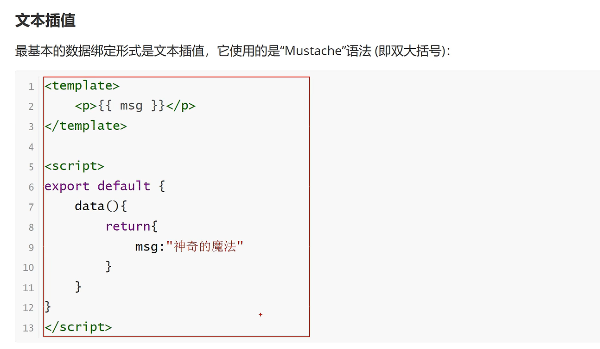 文本插值
最基本的数据绑定形式是文本插值，它使用的是“Mustache”语法 (即双大括号)：
1 <template>
2     <p>{{ msg }}</p>
3 </template>
4
5 <script>
6 export default {
7     data(){
8         return{
9             msg:"神奇的魔法"
10         }
11     }
12 }
13 </script>